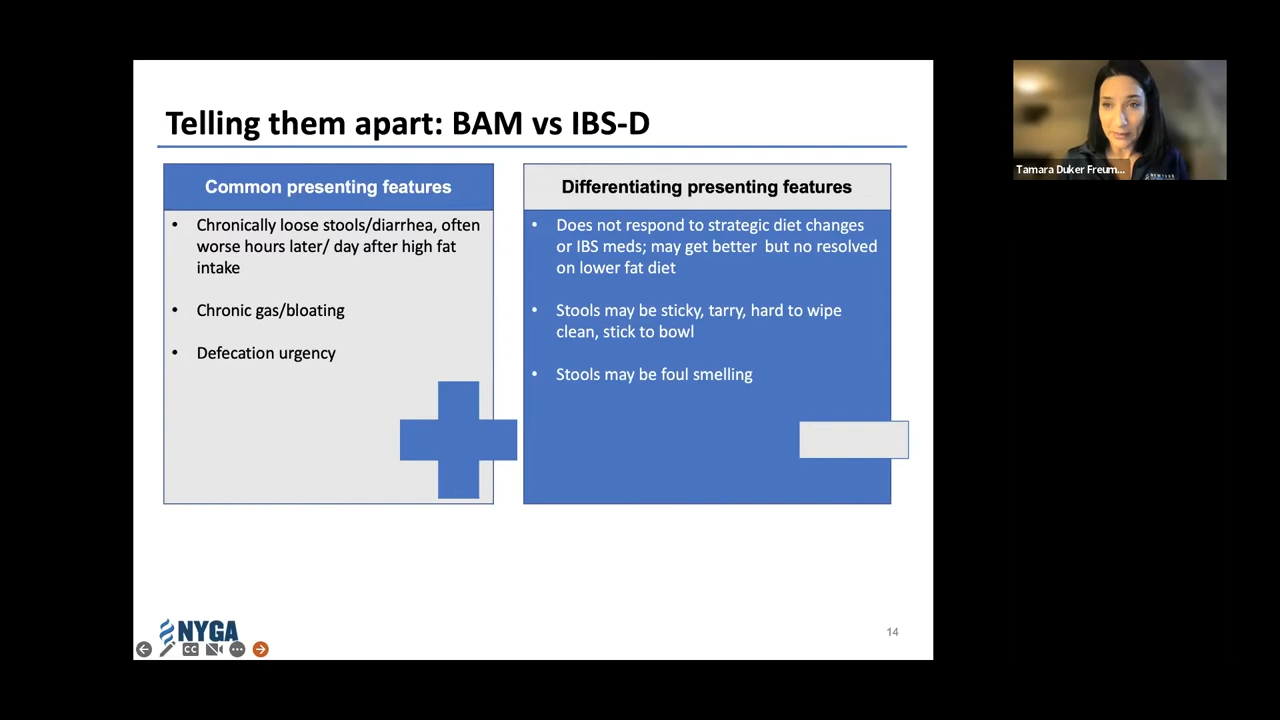 Telling them apart: BAM vs IBS-D
Common presenting features
• Chronically loose stools/diarrhea, often
worse hours later/ day after high fat
intake
• Chronic gas/bloating
• Defecation urgency
Differentiating presenting features
• Does not respond to strategic diet changes
or IBS meds; may get better  but no resolved
on lower fat diet
• Stools may be sticky, tarry, hard to wipe
clean, stick to bowl
• Stools may be foul smelling
NYGA
CC
14
Tamara Duker Freum...